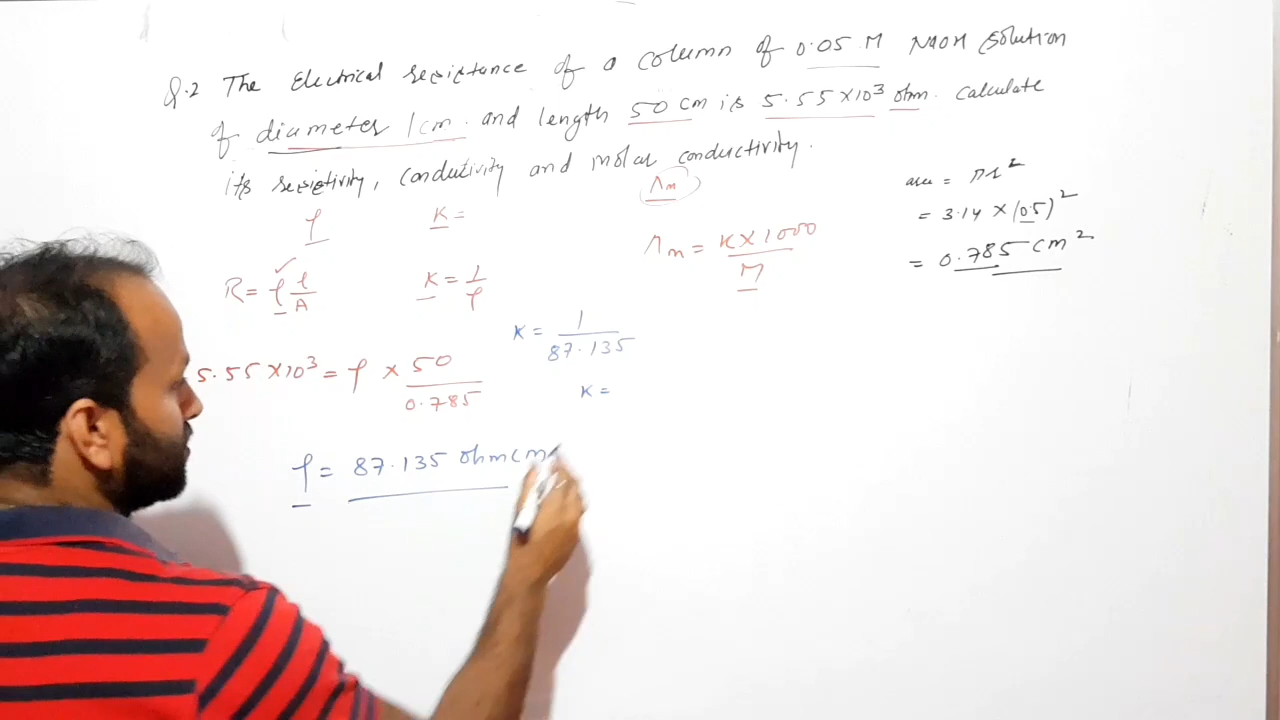 Q.2 The Electrical resistance of a column of 0.05 M NaOH solution
of diameter 1cm. and length 50 cm is 5.55×10³ ohm. calculate
its resistivity, condutivity and molar conductivity.
ρ
K =
Λm
R = ρ l/A
K = 1/ρ
Λm = K×1000/M
area = πr²
= 3.14 × (0.5)²
= 0.785 cm²
5.55×10³ = ρ × 50/0.785
K = 1/87.135
K =
ρ = 87.135 ohm cm